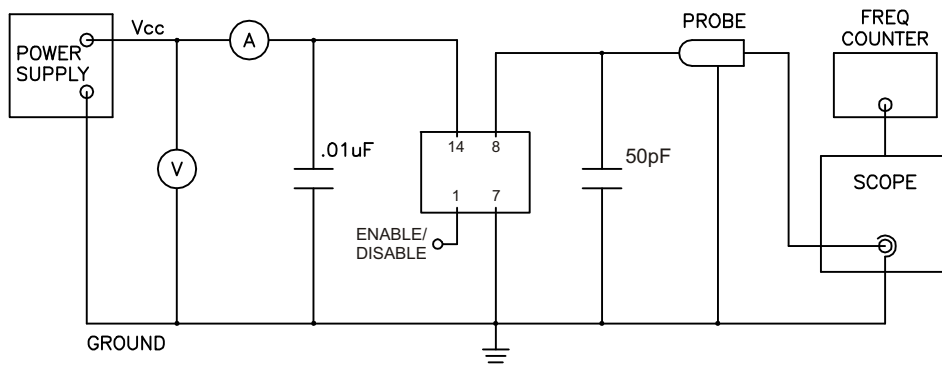 Vcc
POWER
SUPPLY
A
V
.01uF
14 8
1 7
ENABLE/
DISABLE
50pF
PROBE
FREQ
COUNTER
SCOPE
GROUND